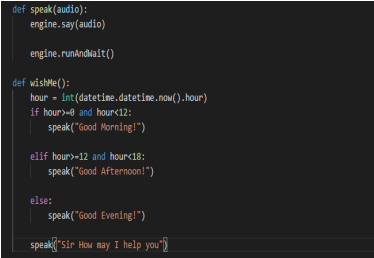 def speak(audio):
    engine.say(audio)

    engine.runAndWait()

def wishMe():
    hour = int(datetime.datetime.now().hour)
    if hour>=0 and hour<12:
        speak("Good Morning!")

    elif hour>=12 and hour<18:
        speak("Good Afternoon!")

    else:
        speak("Good Evening!")

    speak("Sir How may I help you")